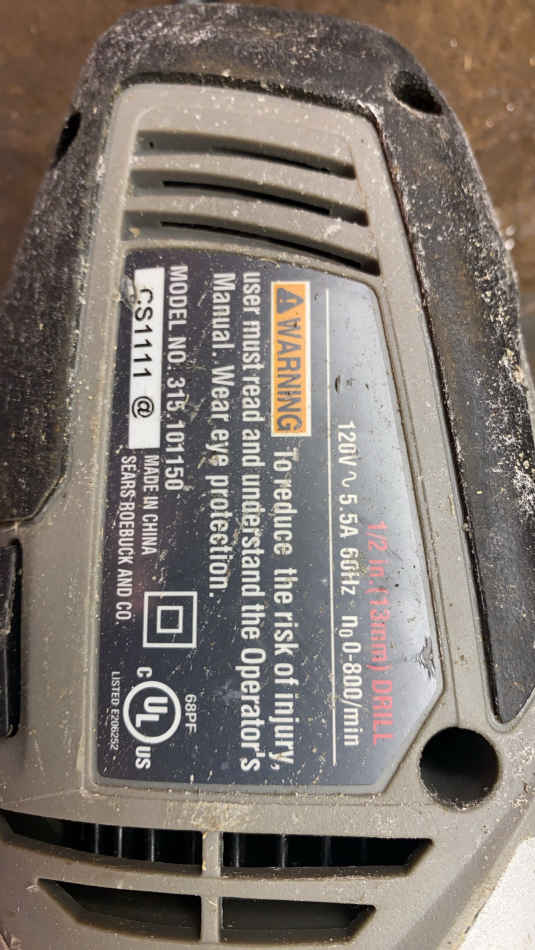 1/2 in.(13mm) DRILL
120V ∿ 5.5A 60Hz n₀ 0-800/min
WARNING To reduce the risk of injury,
user must read and understand the Operator's
Manual. Wear eye protection.
MODEL NO. 315.101150
CS1111 @
MADE IN CHINA
SEARS ROEBUCK AND CO.
68PF
C UL US
LISTED E206252